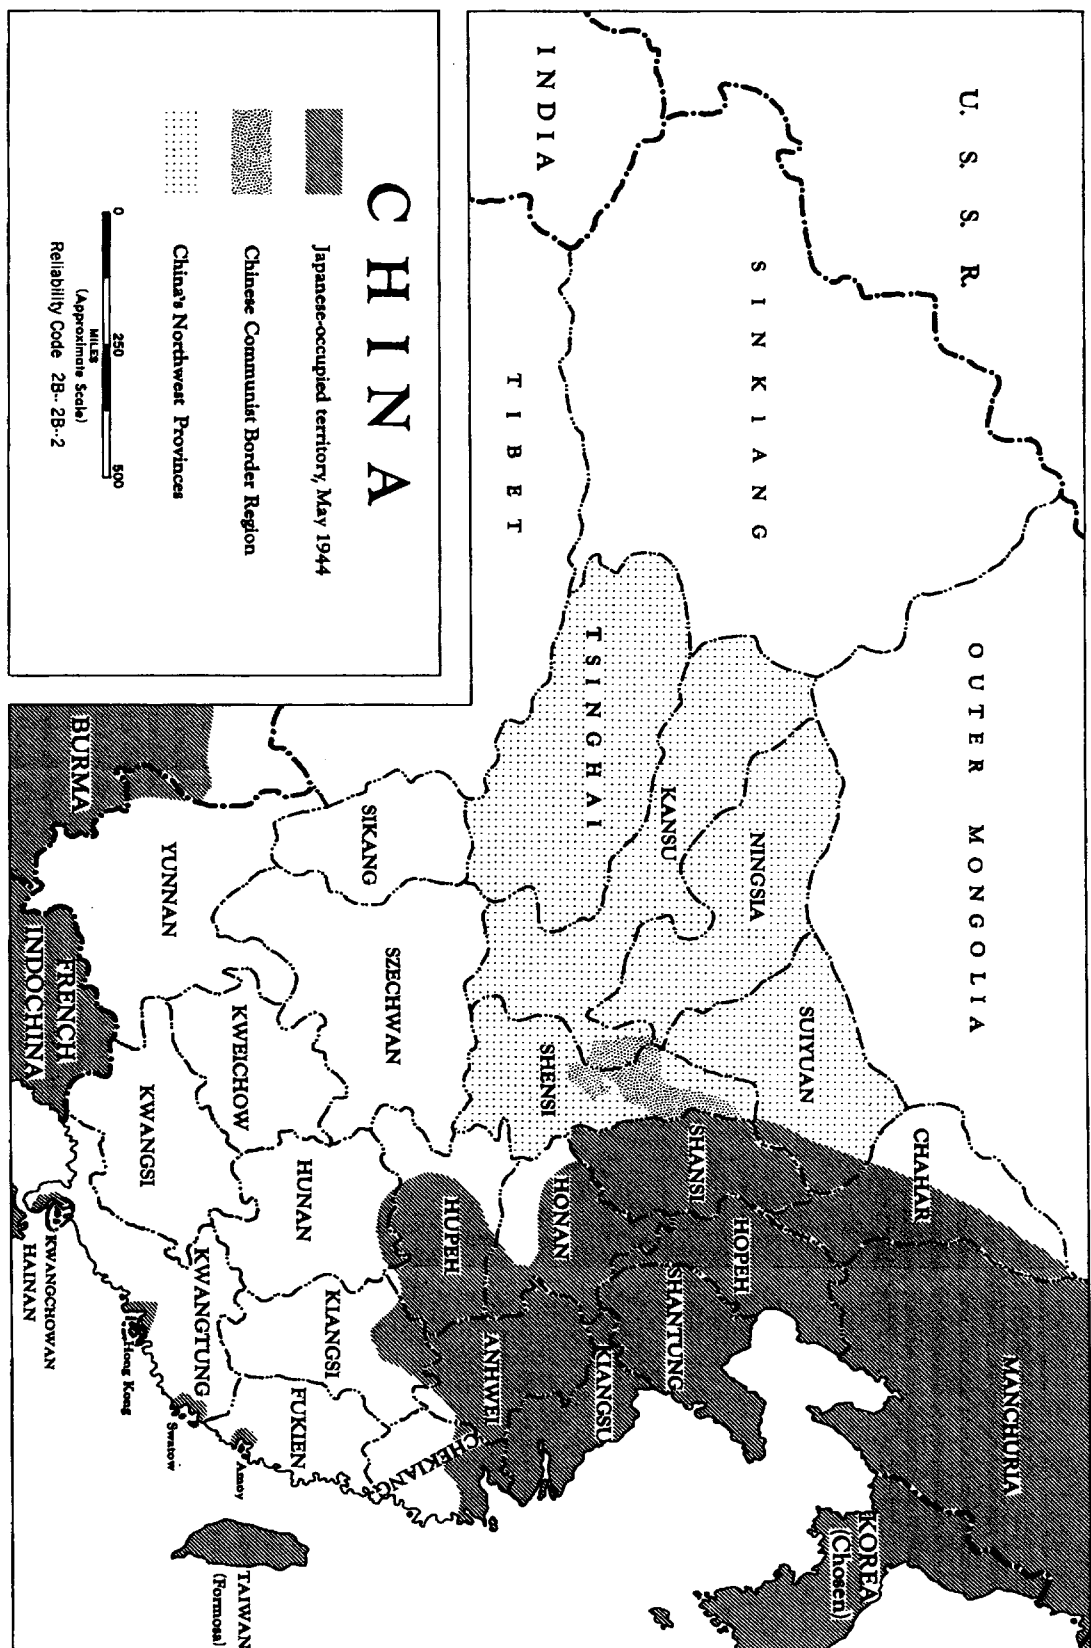 CHINA
Japanese-occupied territory, May 1944
Chinese Communist Border Region
China's Northwest Provinces
0 250 500
MILES
(Approximate Scale)
Reliability Code 2B-- 2B--2
U. S. S. R.
OUTER MONGOLIA
MANCHURIA
SINKIANG
CHAHAR
SUIYUAN
NINGSIA
KOREA
(Chosen)
HOPEH
SHANSI
KANSU
SHANTUNG
TSINGHAI
KIANGSU
HONAN
SHENSI
INDIA
TIBET
ANHWEI
HUPEH
CHEKIANG
SZECHWAN
SIKANG
KIANGSI
HUNAN
FUKIEN
KWEICHOW
TAIWAN
(Formosa)
Amoy
KWANGTUNG
Swatow
YUNNAN
KWANGSI
Hong Kong
BURMA
FRENCH
INDOCHINA
KWANGCHOWAN
HAINAN